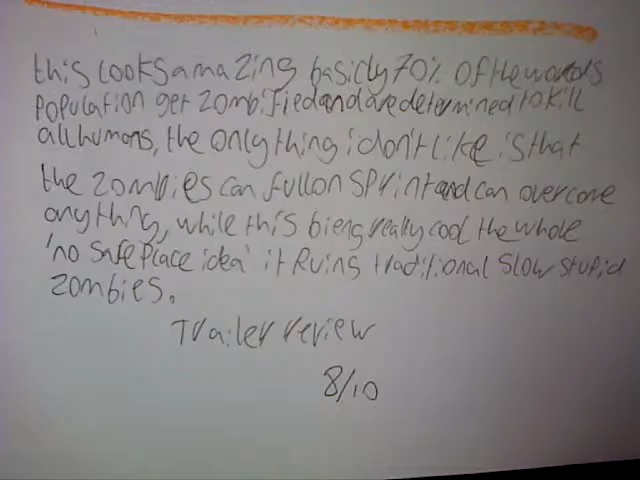 this looks amazing basicly 70% of the worlds
population get zombified and are determined to kill
all humans, the only thing i don't like is that
the zombies can full on sprint and can overcome
anything, while this bieng really cool the whole
'no safe place idea' it Ruins traditional slow stupid
zombies.
Trailer review
8/10